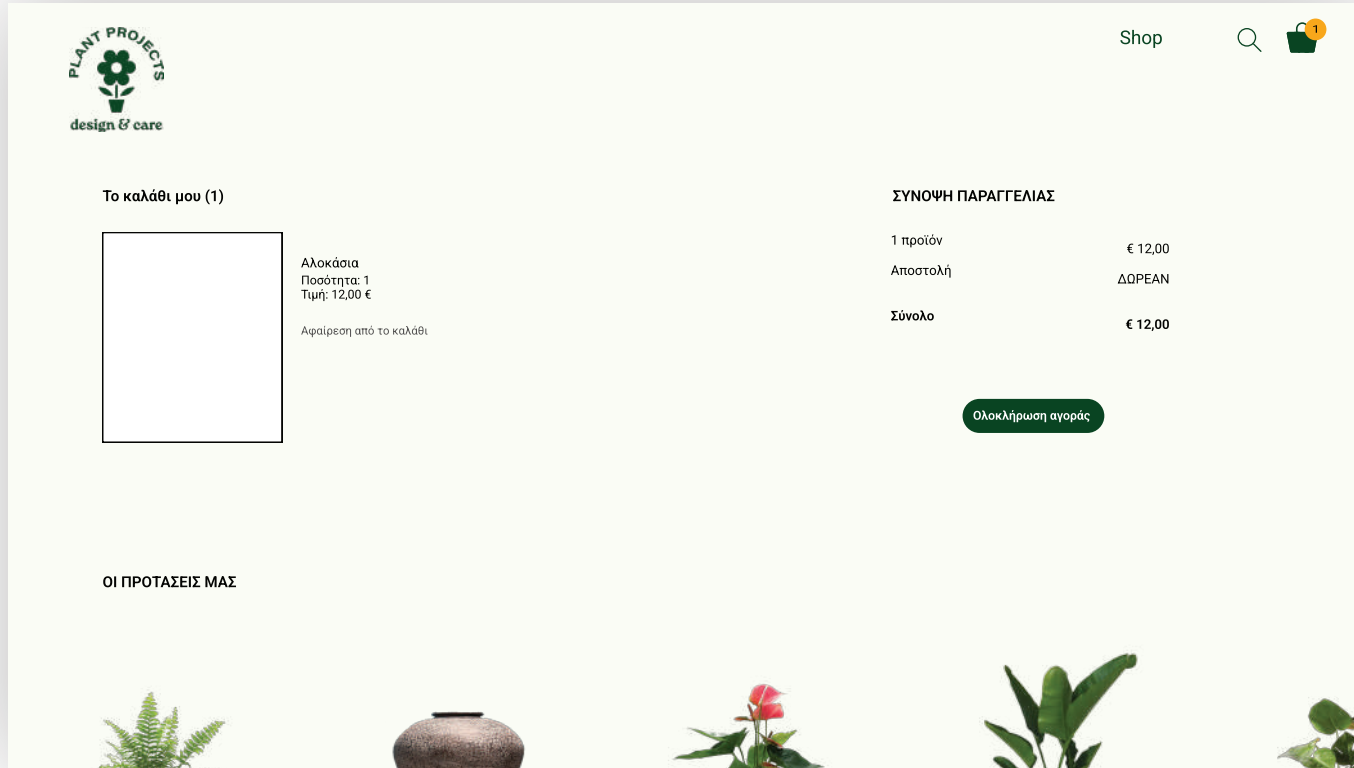 PLANT PROJECTS
design & care
Shop
1
Το καλάθι μου (1)
Αλοκάσια
Ποσότητα: 1
Τιμή: 12,00 €
Αφαίρεση από το καλάθι
ΣΥΝΟΨΗ ΠΑΡΑΓΓΕΛΙΑΣ
1 προϊόν
€ 12,00
Αποστολή
ΔΩΡΕΑΝ
Σύνολο
€ 12,00
Ολοκλήρωση αγοράς
ΟΙ ΠΡΟΤΑΣΕΙΣ ΜΑΣ